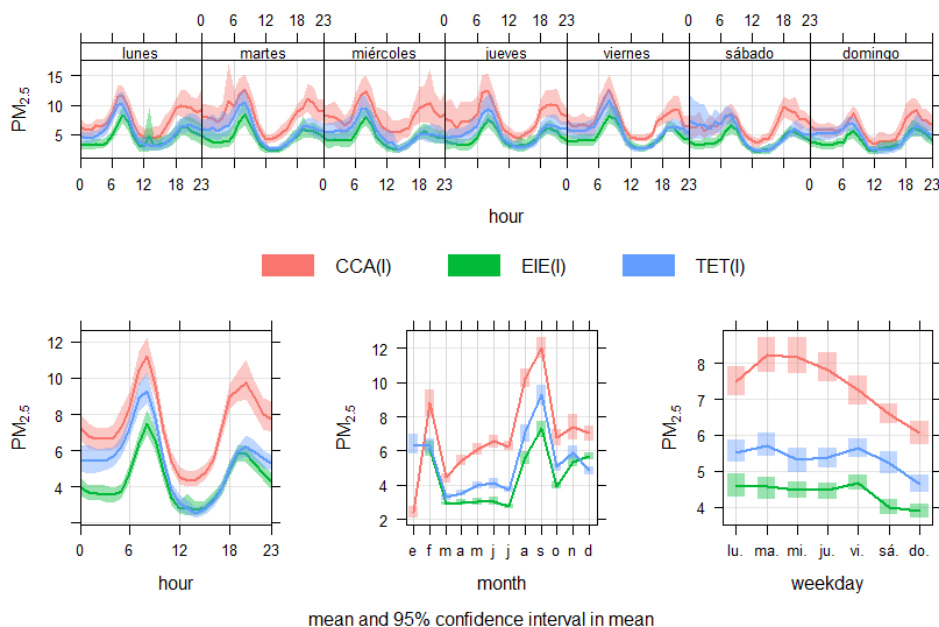 0 6 12 18 23 0 6 12 18 23 0 6 12 18 23
lunes martes miércoles jueves viernes sábado domingo
15
10
5
PM2.5
0 6 12 18 23 0 6 12 18 23 0 6 12 18 23 0 6 12 18 23
hour
CCA(I) EIE(I) TET(I)
12
10
8
6
4
PM2.5
0 6 12 18 23
hour
12
10
8
6
4
2
PM2.5
e f m a m j j a s o n d
month
8
7
6
5
4
PM2.5
lu. ma. mi. ju. vi. sá. do.
weekday
mean and 95% confidence interval in mean